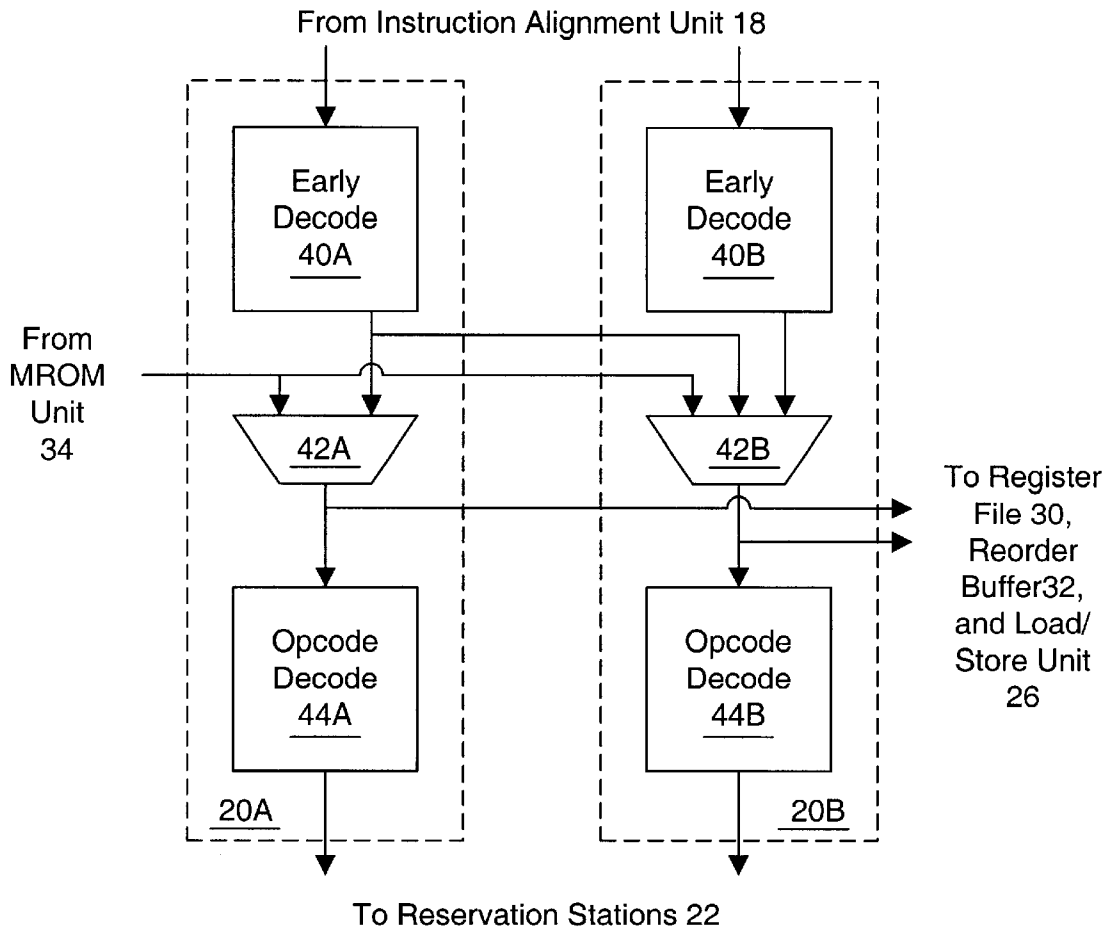 From Instruction Alignment Unit 18
Early
Decode
40A
Early
Decode
40B
From
MROM
Unit
34
42A
42B
To Register
File 30,
Reorder
Buffer32,
and Load/
Store Unit
26
Opcode
Decode
44A
Opcode
Decode
44B
20A
20B
To Reservation Stations 22